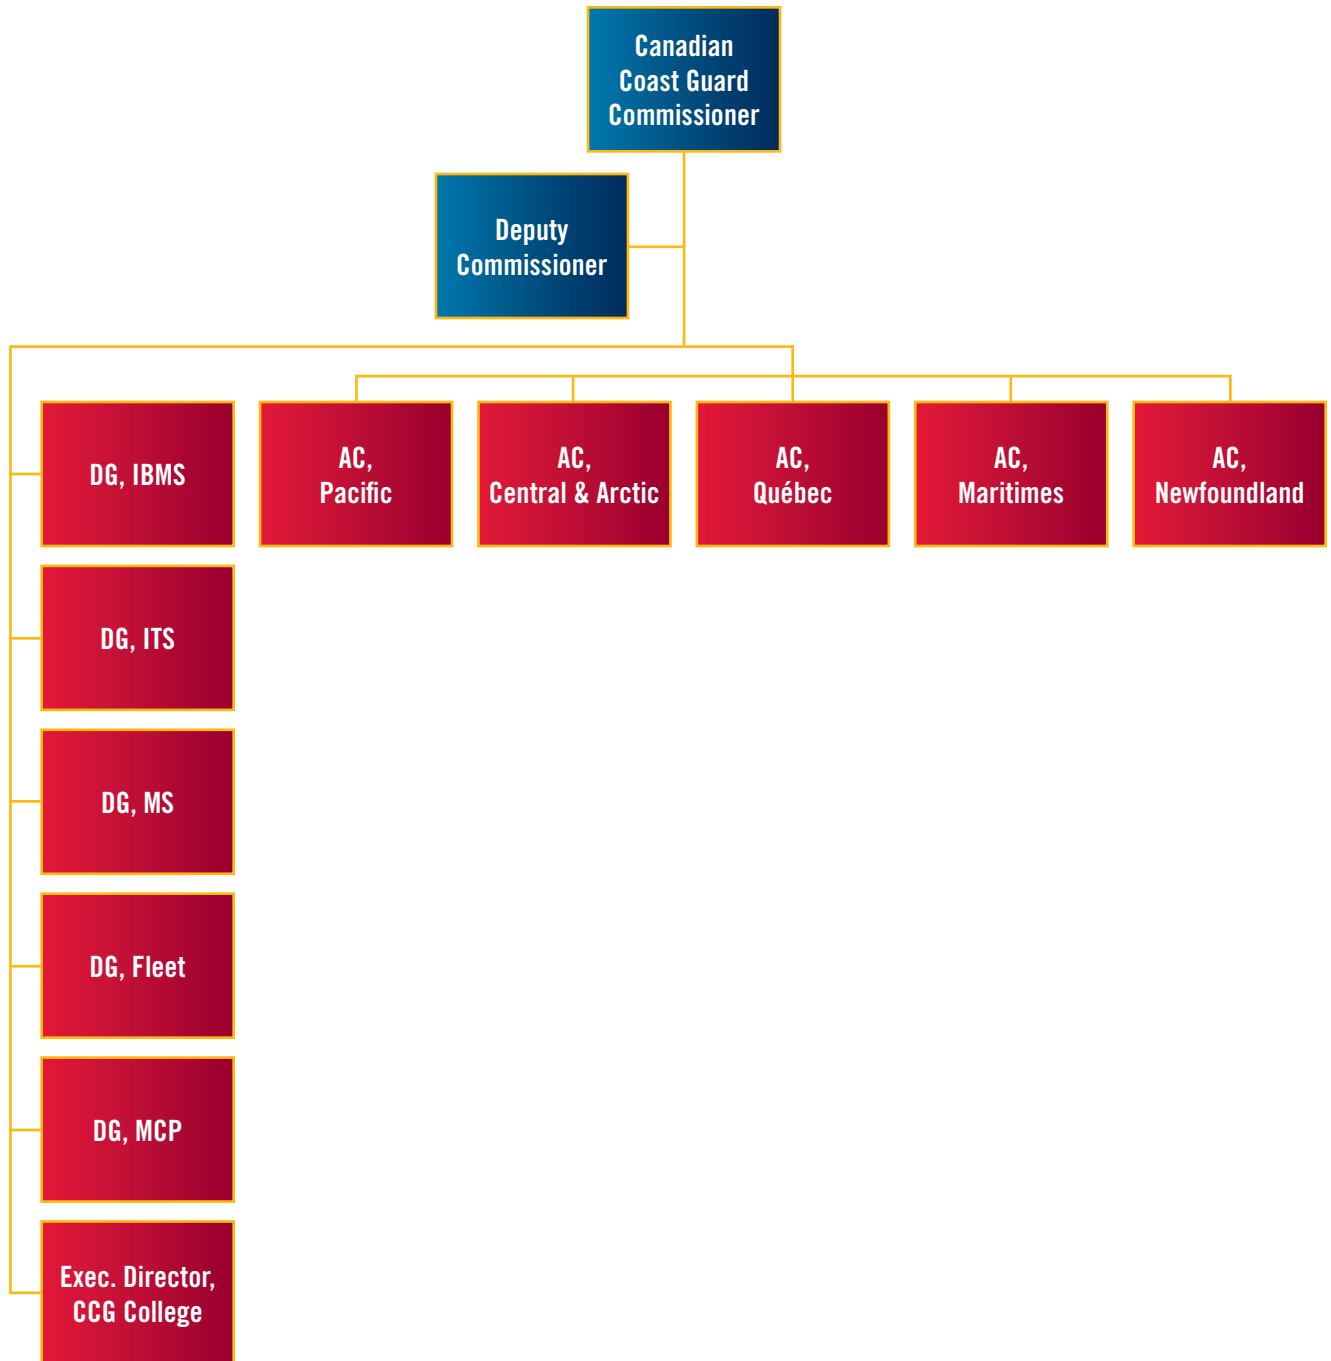 Canadian
Coast Guard
Commissioner
Deputy
Commissioner
DG, IBMS
AC,
Pacific
AC,
Central & Arctic
AC,
Québec
AC,
Maritimes
AC,
Newfoundland
DG, ITS
DG, MS
DG, Fleet
DG, MCP
Exec. Director,
CCG College